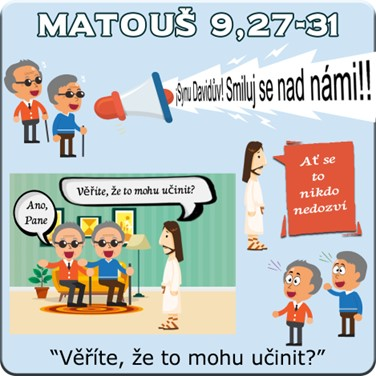 MATOUŠ 9,27-31
¡Synu Davidův! Smiluj se nad námi!!
Ať se
to
nikdo
nedozví
Věříte, že to mohu učinit?
Ano,
Pane
“Věříte, že to mohu učinit?”